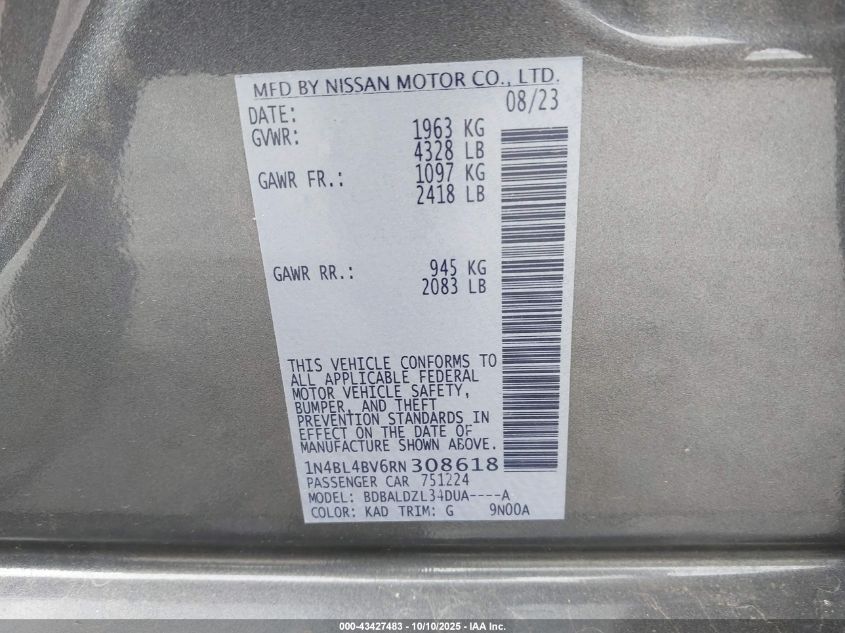 MFD BY NISSAN MOTOR CO., LTD.
DATE: 08/23
GVWR: 1963 KG
4328 LB
GAWR FR.: 1097 KG
2418 LB
GAWR RR.: 945 KG
2083 LB
THIS VEHICLE CONFORMS TO
ALL APPLICABLE FEDERAL
MOTOR VEHICLE SAFETY,
BUMPER, AND THEFT
PREVENTION STANDARDS IN
EFFECT ON THE DATE OF
MANUFACTURE SHOWN ABOVE.
1N4BL4BV6RN308618
PASSENGER CAR 751224
MODEL: BDBALDZL34DUA----A
COLOR: KAD TRIM: G 9N00A
000-43427483 - 10/10/2025 - IAA Inc.